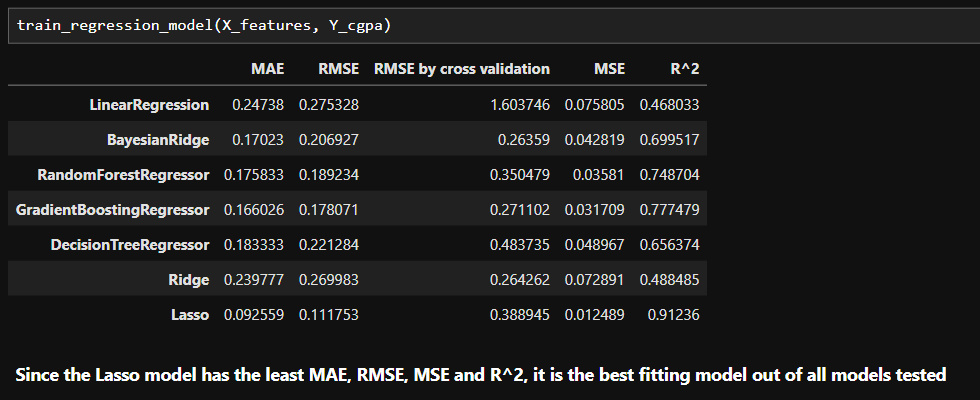 train_regression_model(X_features, Y_cgpa)
MAE RMSE RMSE by cross validation MSE R^2
LinearRegression 0.24738 0.275328 1.603746 0.075805 0.468033
BayesianRidge 0.17023 0.206927 0.26359 0.042819 0.699517
RandomForestRegressor 0.175833 0.189234 0.350479 0.03581 0.748704
GradientBoostingRegressor 0.166026 0.178071 0.271102 0.031709 0.777479
DecisionTreeRegressor 0.183333 0.221284 0.483735 0.048967 0.656374
Ridge 0.239777 0.269983 0.264262 0.072891 0.488485
Lasso 0.092559 0.111753 0.388945 0.012489 0.91236
Since the Lasso model has the least MAE, RMSE, MSE and R^2, it is the best fitting model out of all models tested